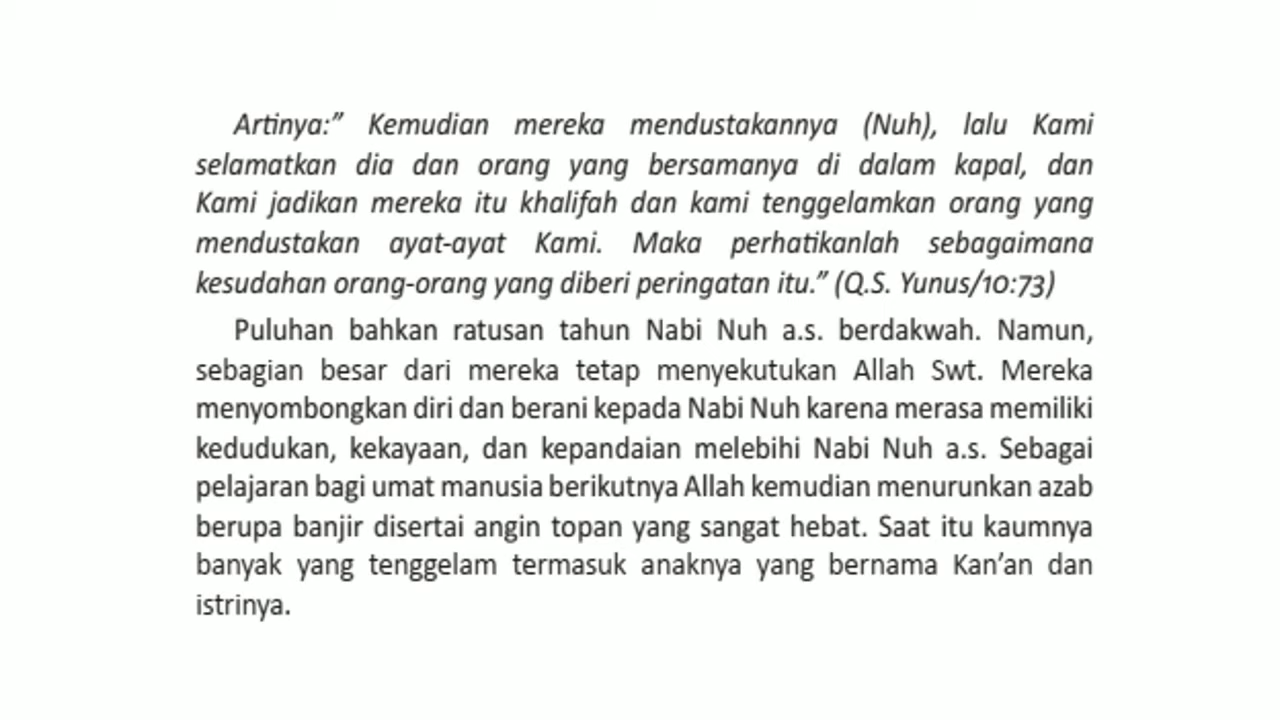 Artinya:” Kemudian mereka mendustakannya (Nuh), lalu Kami
selamatkan dia dan orang yang bersamanya di dalam kapal, dan
Kami jadikan mereka itu khalifah dan kami tenggelamkan orang yang
mendustakan ayat-ayat Kami. Maka perhatikanlah sebagaimana
kesudahan orang-orang yang diberi peringatan itu.” (Q.S. Yunus/10:73)
Puluhan bahkan ratusan tahun Nabi Nuh a.s. berdakwah. Namun,
sebagian besar dari mereka tetap menyekutukan Allah Swt. Mereka
menyombongkan diri dan berani kepada Nabi Nuh karena merasa memiliki
kedudukan, kekayaan, dan kepandaian melebihi Nabi Nuh a.s. Sebagai
pelajaran bagi umat manusia berikutnya Allah kemudian menurunkan azab
berupa banjir disertai angin topan yang sangat hebat. Saat itu kaumnya
banyak yang tenggelam termasuk anaknya yang bernama Kan’an dan
istrinya.